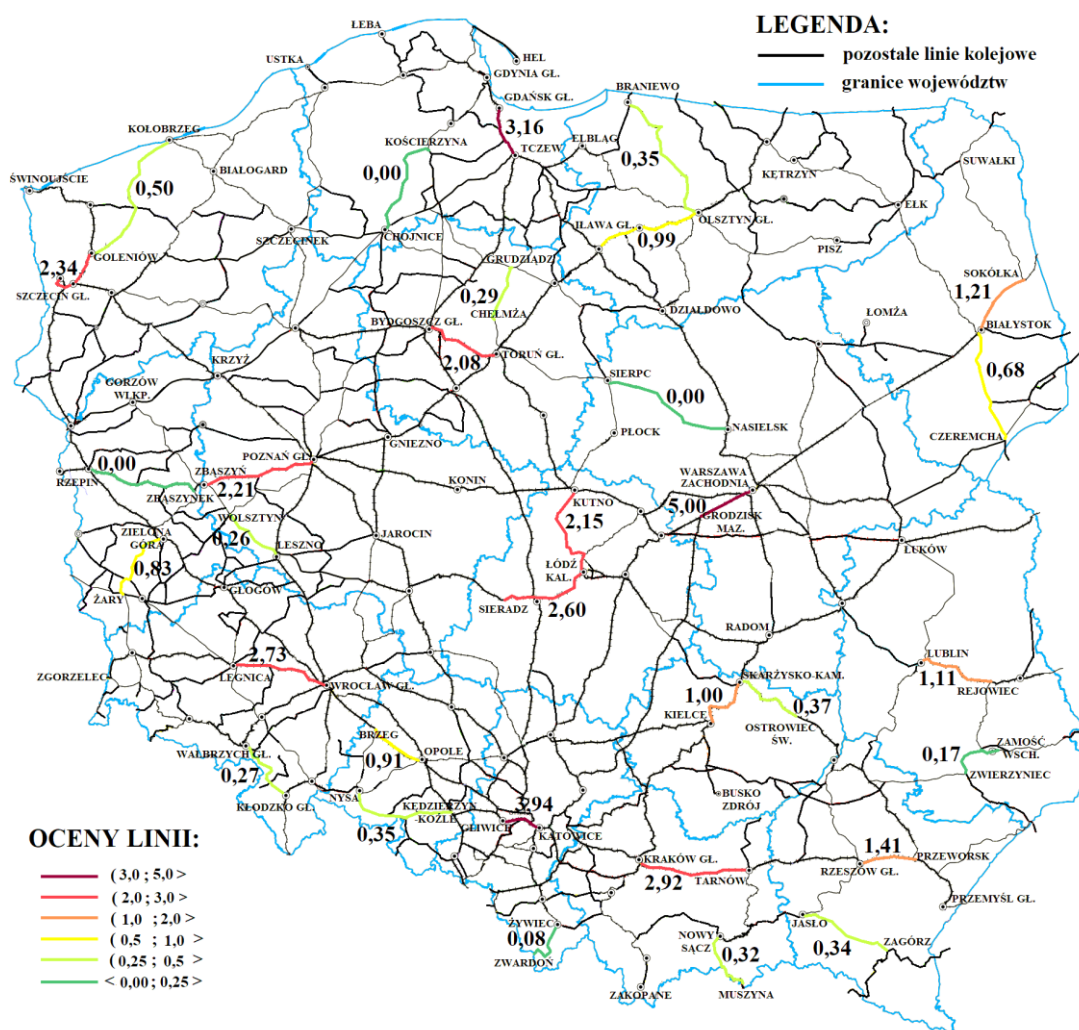 LEGENDA:
pozostałe linie kolejowe
granice województw
ŁEBA
USTKA
HEL
GDYNIA GŁ.
GDAŃSK GŁ.
BRANIEWO
KOŁOBRZEG
3,16
KOŚCIERZYNA
TCZEW
ELBLĄG
0,35
SUWAŁKI
ŚWINOUJŚCIE
BIAŁOGARD
0,00
KĘTRZYN
0,50
EŁK
OLSZTYN GŁ.
IŁAWA GŁ.
SZCZECINEK
CHOJNICE
0,99
PISZ
GOLENIÓW
GRUDZIĄDZ
2,34
SOKÓŁKA
SZCZECIN GŁ.
0,29
1,21
CHEŁMŻA
DZIAŁDOWO
ŁOMŻA
BYDGOSZCZ GŁ.
BIAŁYSTOK
2,08
TORUŃ GŁ.
KRZYŻ
SIERPC
0,68
GORZÓW
WLKP.
0,00
PŁOCK
NASIELSK
CZEREMCHA
GNIEZNO
0,00
ZBĄSZYŃ
POZNAŃ GŁ.
RZEPIN
ZBĄSZYNEK
2,21
KONIN
WARSZAWA
ZACHODNIA
KUTNO
5,00
WOLSZTYN
2,15
GRODZISK
MAZ.
ZIELONA
GÓRA
0,26
LESZNO
JAROCIN
ŁUKÓW
0,83
ŁÓDŹ
KAL.
GŁOGÓW
ŻARY
SIERADZ
2,60
RADOM
2,73
LUBLIN
ZGORZELEC
LEGNICA
SKARŻYSKO-KAM.
1,11
WROCŁAW GŁ.
1,00
REJOWIEC
KIELCE
0,37
BRZEG
OSTROWIEC
ŚW.
WAŁBRZYCH GŁ.
OPOLE
0,91
ZAMOŚĆ
WSCH.
0,17
0,27
ZWIERZYNIEC
KŁODZKO GŁ.
NYSA
BUSKO
ZDRÓJ
KĘDZIERZYN
-KOŹLE
3,94
0,35
GLIWICE
KATOWICE
OCENY LINII:
1,41
KRAKÓW GŁ.
PRZEWORSK
2,92
TARNÓW
RZESZÓW GŁ.
( 3,0 ; 5,0 >
( 2,0 ; 3,0 >
PRZEMYŚL GŁ.
( 1,0 ; 2,0 >
ŻYWIEC
JASŁO
( 0,5 ; 1,0 >
0,08
NOWY
SĄCZ
0,34
ZAGÓRZ
( 0,25 ; 0,5 >
ZWARDOŃ
0,32
< 0,00 ; 0,25 >
ZAKOPANE
MUSZYNA